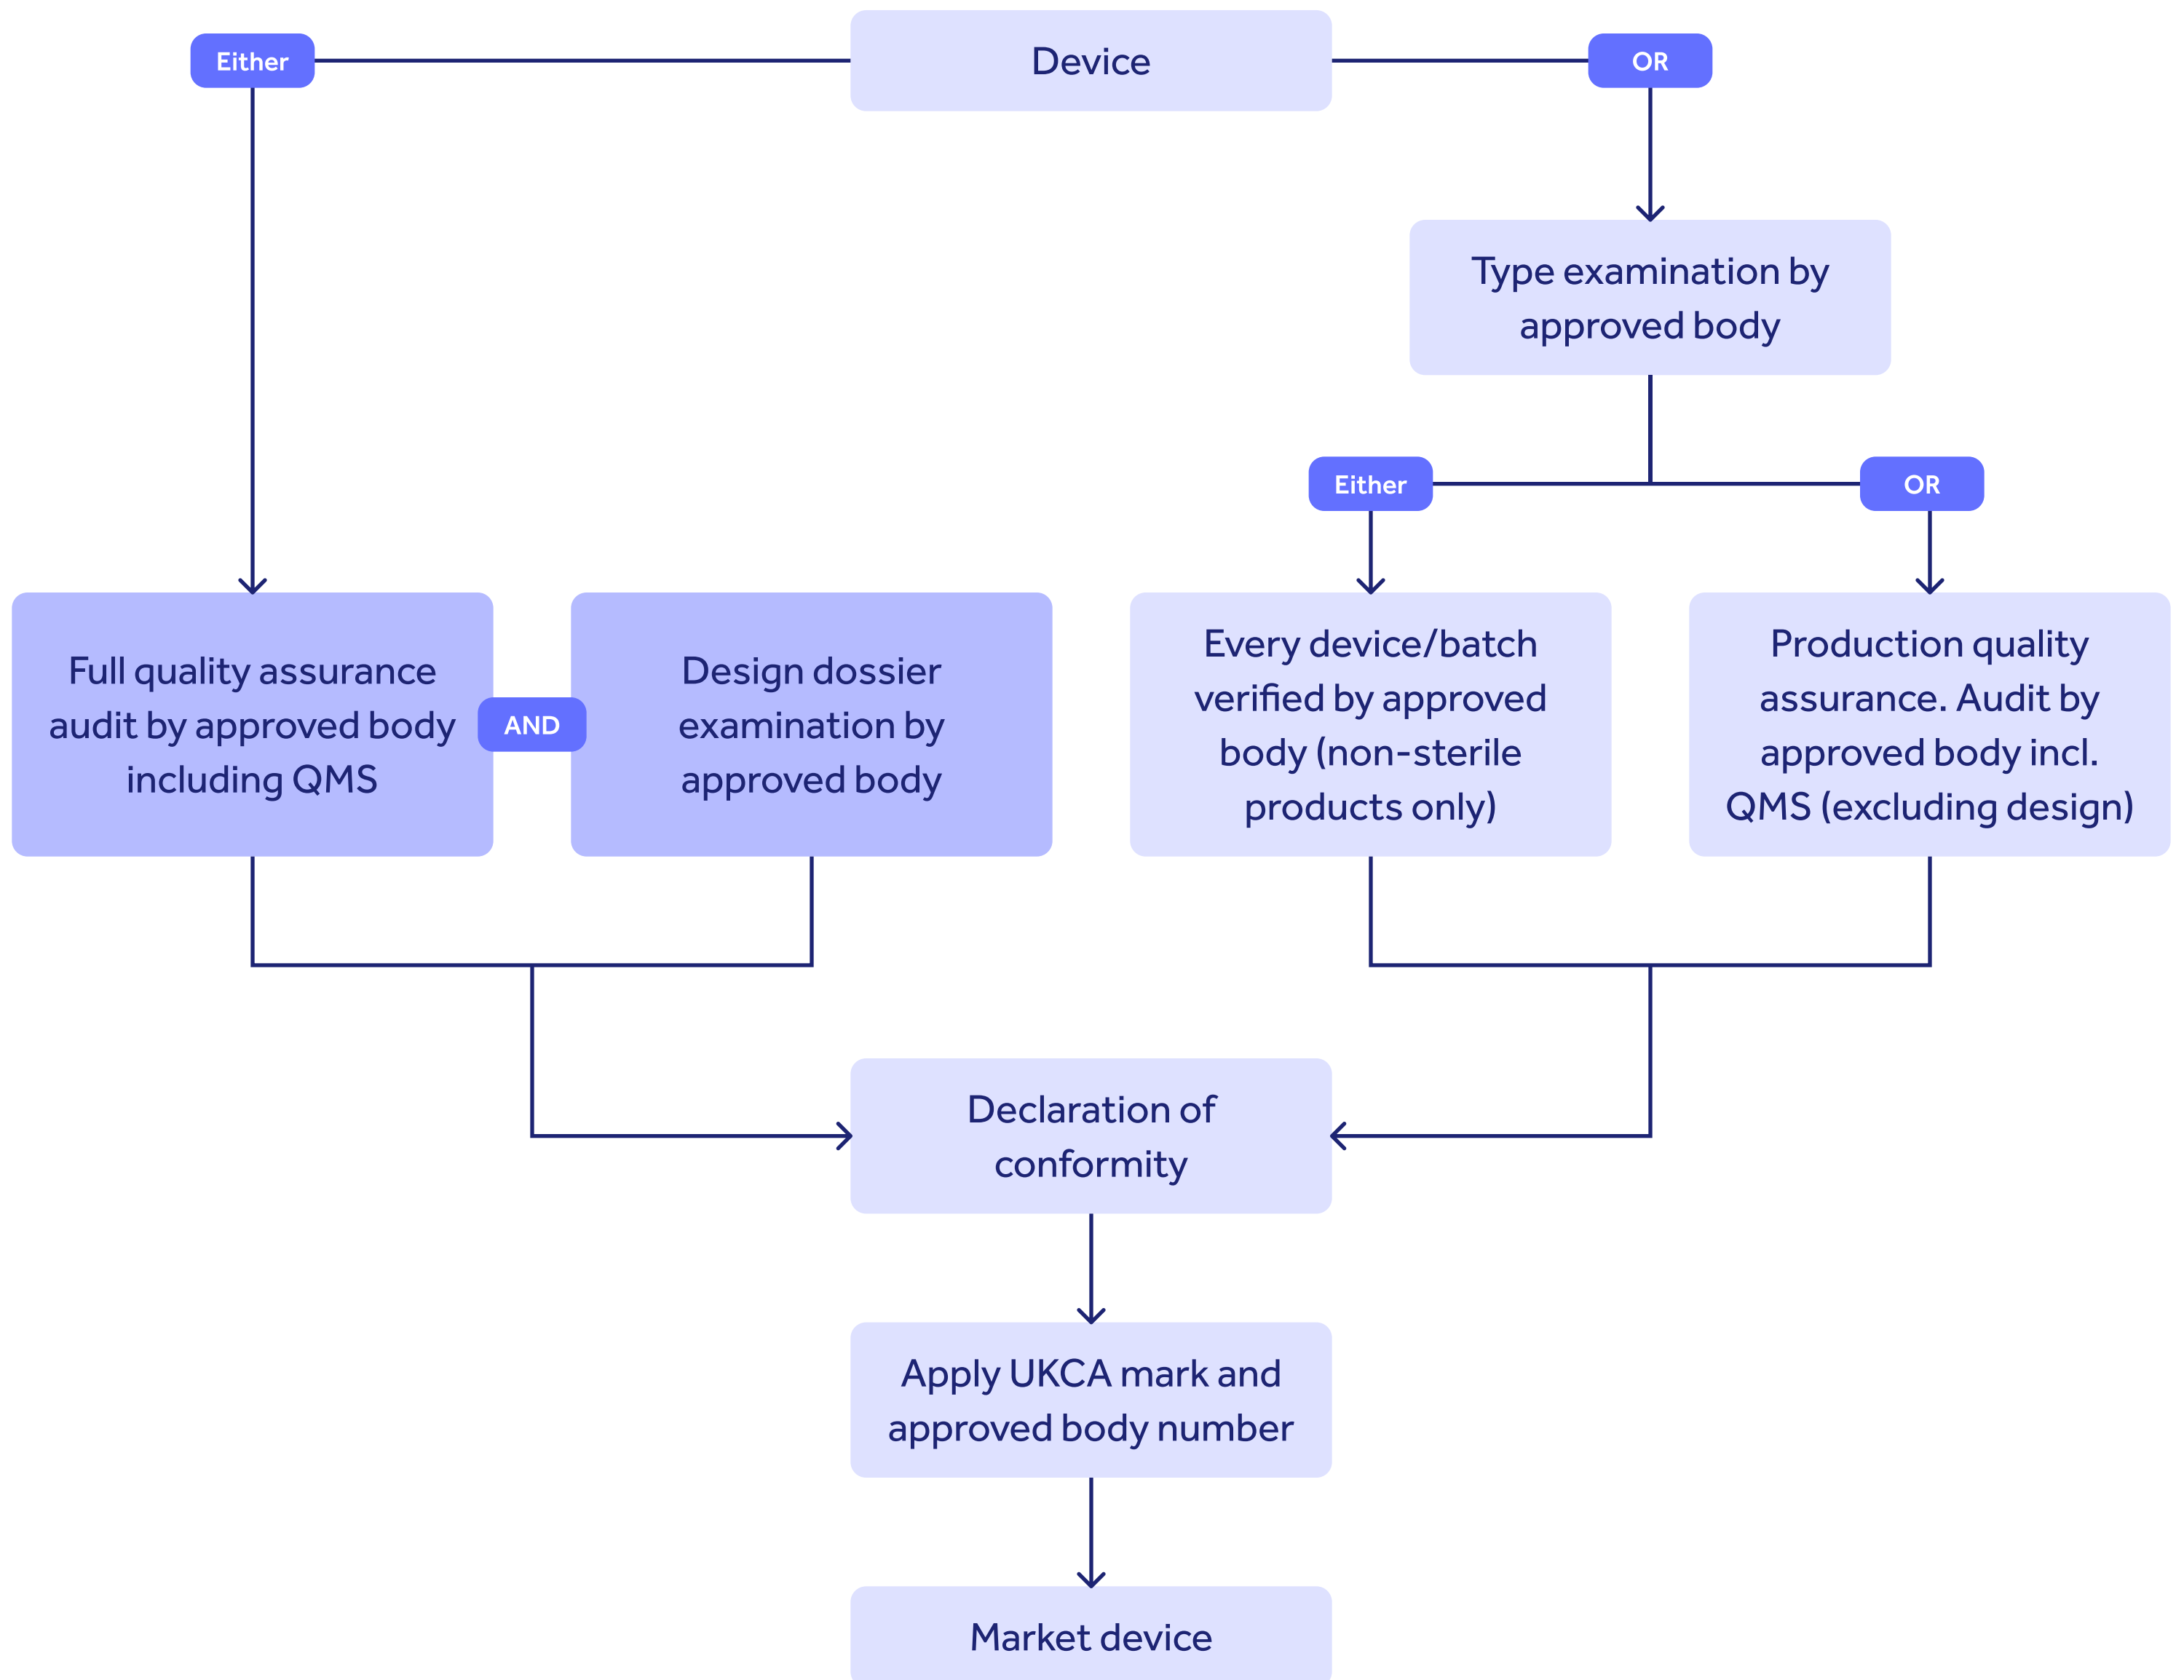 Either
Device
OR
Type examination by
approved body
Either
OR
Full quality assurance
audit by approved body
including QMS
AND
Design dossier
examination by
approved body
Every device/batch
verified by approved
body (non-sterile
products only)
Production quality
assurance. Audit by
approved body incl.
QMS (excluding design)
Declaration of
conformity
Apply UKCA mark and
approved body number
Market device